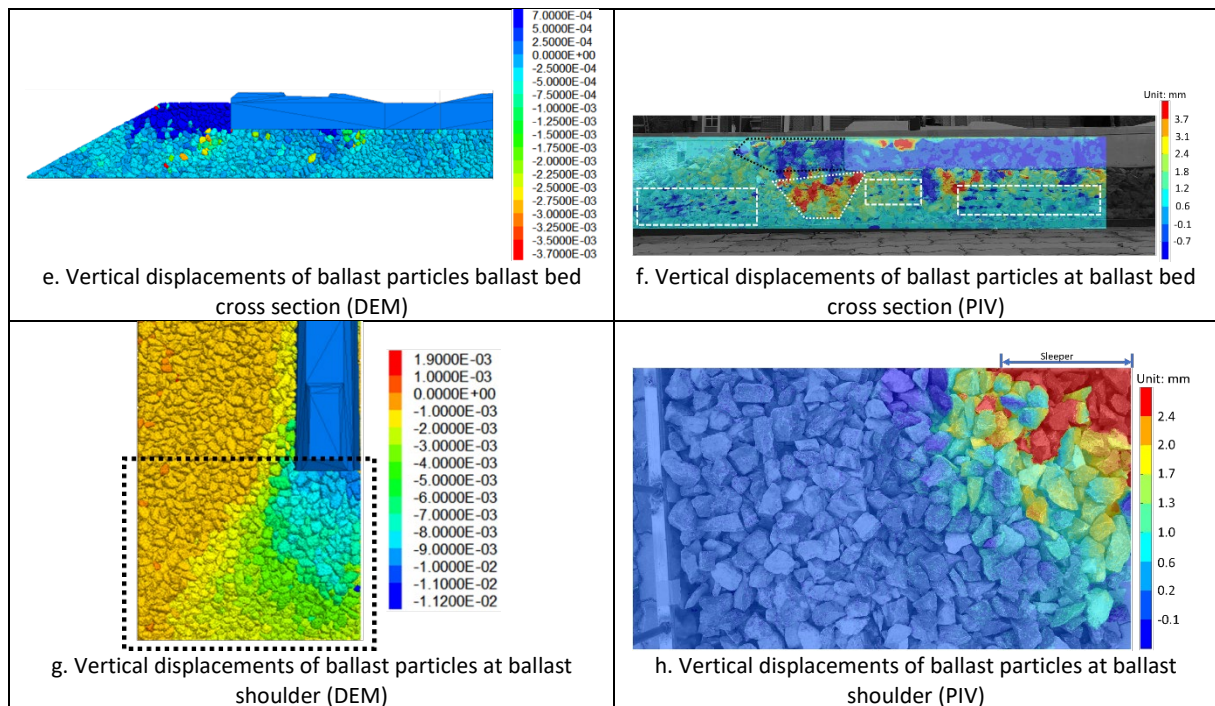 7.0000E-04
5.0000E-04
2.5000E-04
0.0000E+00
-2.5000E-04
-5.0000E-04
-7.5000E-04
-1.0000E-03
-1.2500E-03
-1.5000E-03
-1.7500E-03
-2.0000E-03
-2.2500E-03
-2.5000E-03
-2.7500E-03
-3.0000E-03
-3.2500E-03
-3.5000E-03
-3.7000E-03
e. Vertical displacements of ballast particles ballast bed
cross section (DEM)
Unit: mm
3.7
3.1
2.4
1.8
1.2
0.6
-0.1
-0.7
f. Vertical displacements of ballast particles at ballast bed
cross section (PIV)
1.9000E-03
1.0000E-03
0.0000E+00
-1.0000E-03
-2.0000E-03
-3.0000E-03
-4.0000E-03
-5.0000E-03
-6.0000E-03
-7.0000E-03
-8.0000E-03
-9.0000E-03
-1.0000E-02
-1.1000E-02
-1.1200E-02
g. Vertical displacements of ballast particles at ballast
shoulder (DEM)
Sleeper
Unit: mm
2.4
2.0
1.7
1.3
0.6
0.2
-0.1
h. Vertical displacements of ballast particles at ballast
shoulder (PIV)